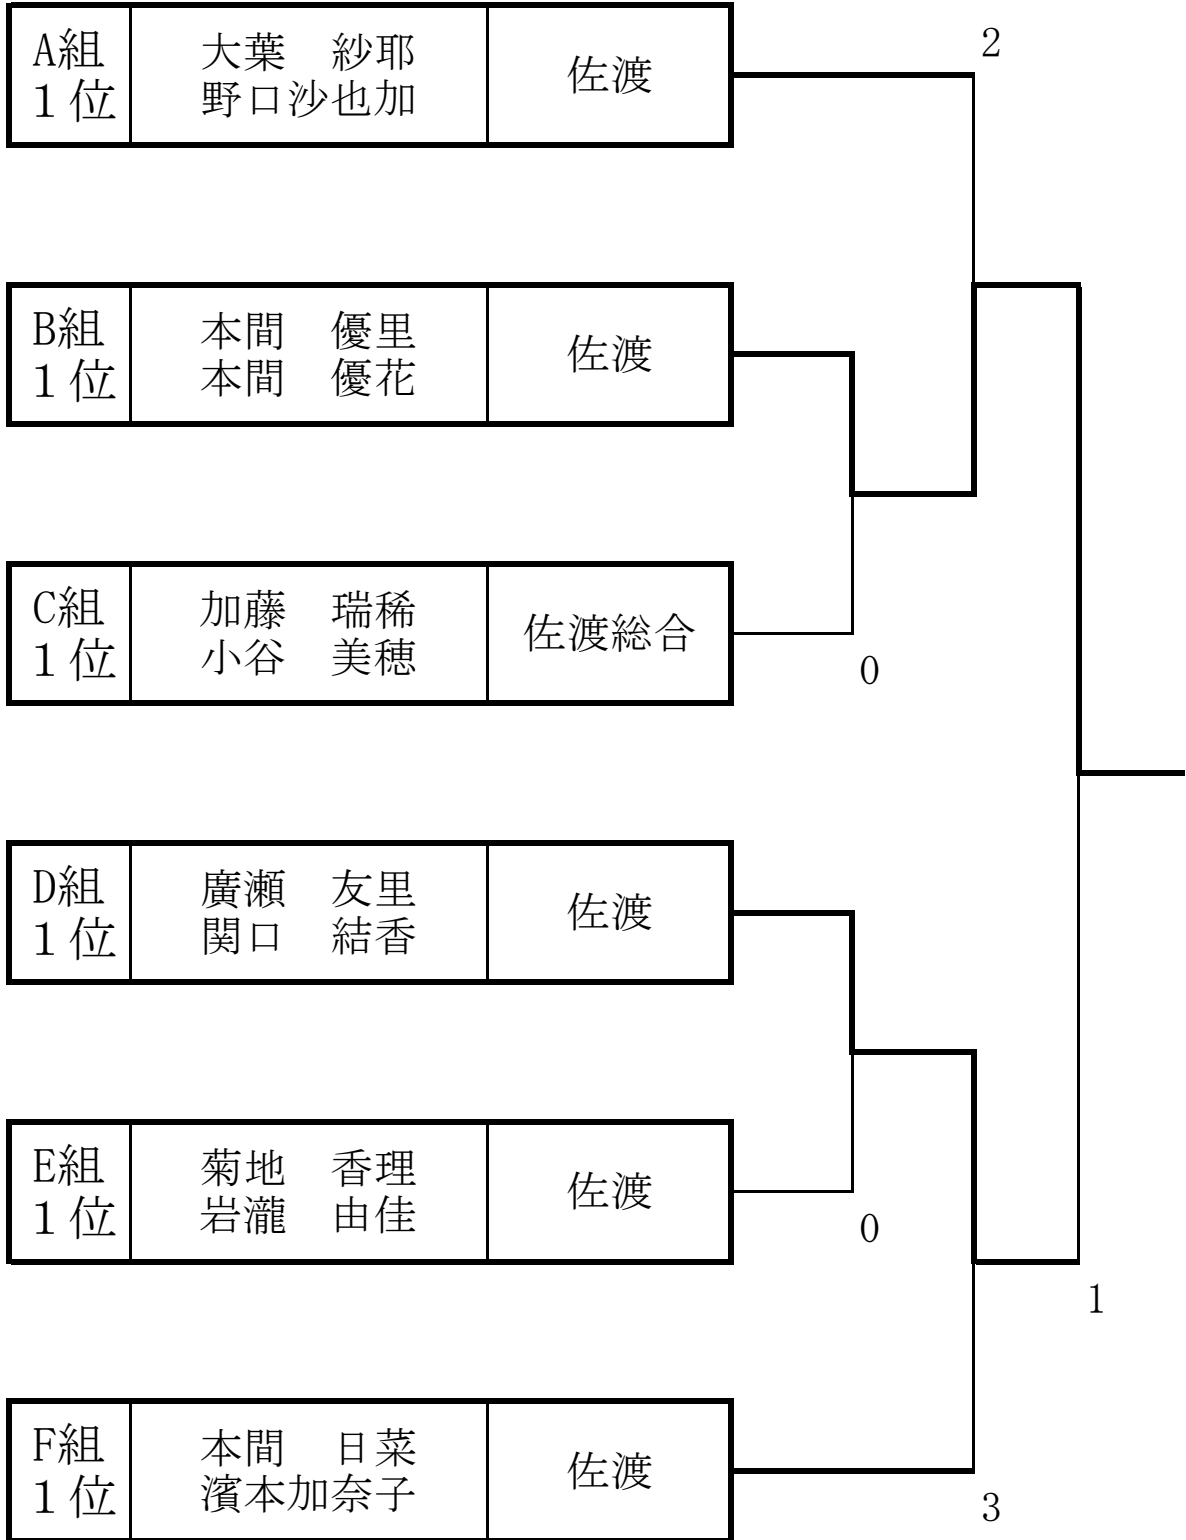 2
A組
1位
大葉　紗耶
野口沙也加
佐渡
B組
1位
本間　優里
本間　優花
佐渡
C組
1位
加藤　瑞稀
小谷　美穂
佐渡総合
0
D組
1位
廣瀬　友里
関口　結香
佐渡
E組
1位
菊地　香理
岩瀧　由佳
佐渡
0
1
F組
1位
本間　日菜
濱本加奈子
佐渡
3